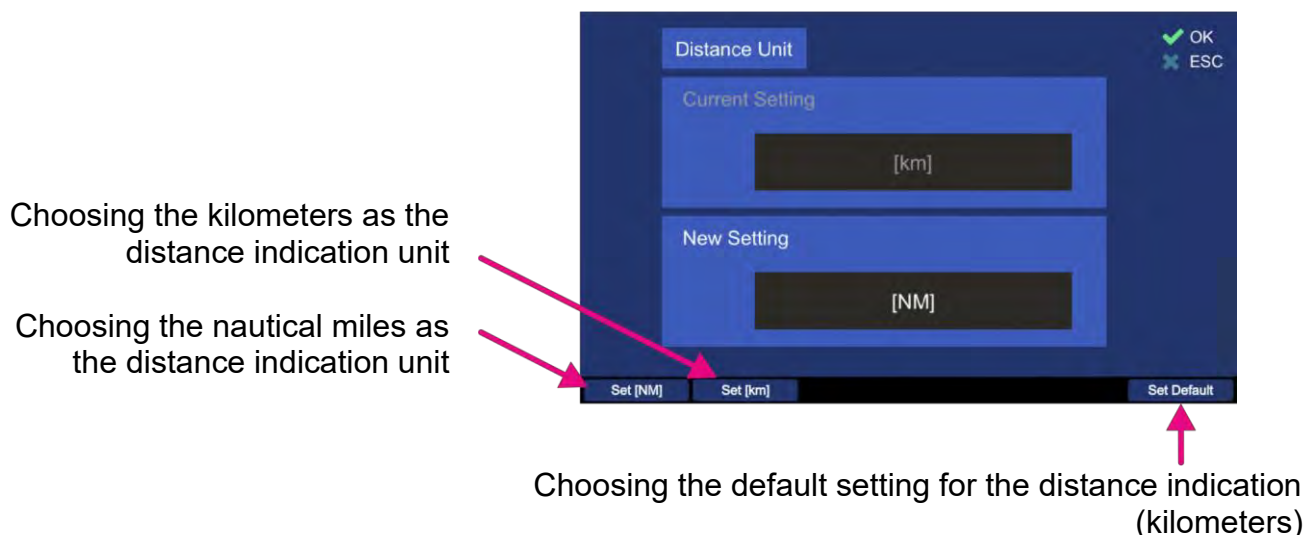 Distance Unit
OK
ESC
Current Setting
[km]
Choosing the kilometers as the
distance indication unit
New Setting
[NM]
Choosing the nautical miles as
the distance indication unit
Set [NM]
Set [km]
Set Default
Choosing the default setting for the distance indication
(kilometers)